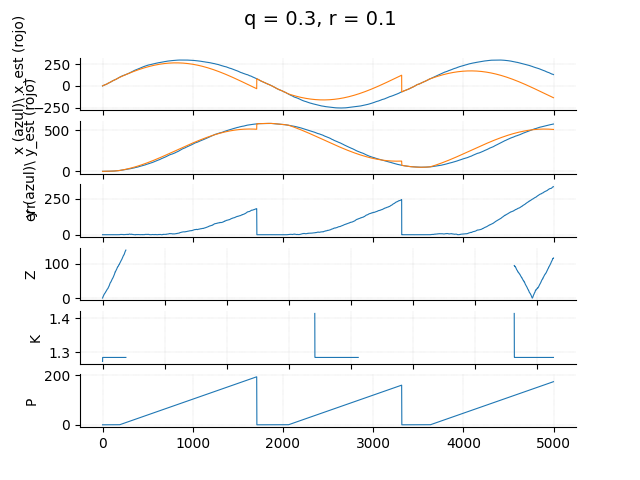 q = 0.3, r = 0.1
x (azul)\ x_est (rojo)
250
0
−250
y (azul)\ y_est (rojo)
500
0
err
250
0
Z
100
0
K
1.4
1.3
P
200
0
0 1000 2000 3000 4000 5000